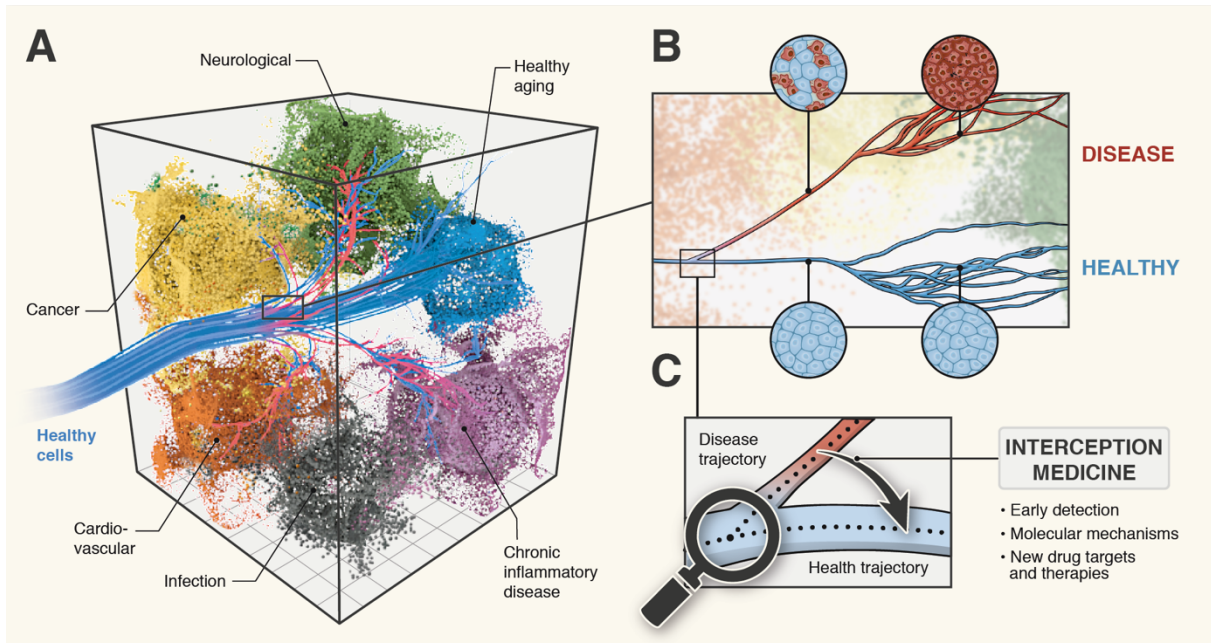 A
Neurological
Healthy
aging
Cancer
Healthy
cells
Cardio-
vascular
Infection
Chronic
inflammatory
disease
B
DISEASE
HEALTHY
C
Disease
trajectory
Health trajectory
INTERCEPTION
MEDICINE
• Early detection
• Molecular mechanisms
• New drug targets
and therapies